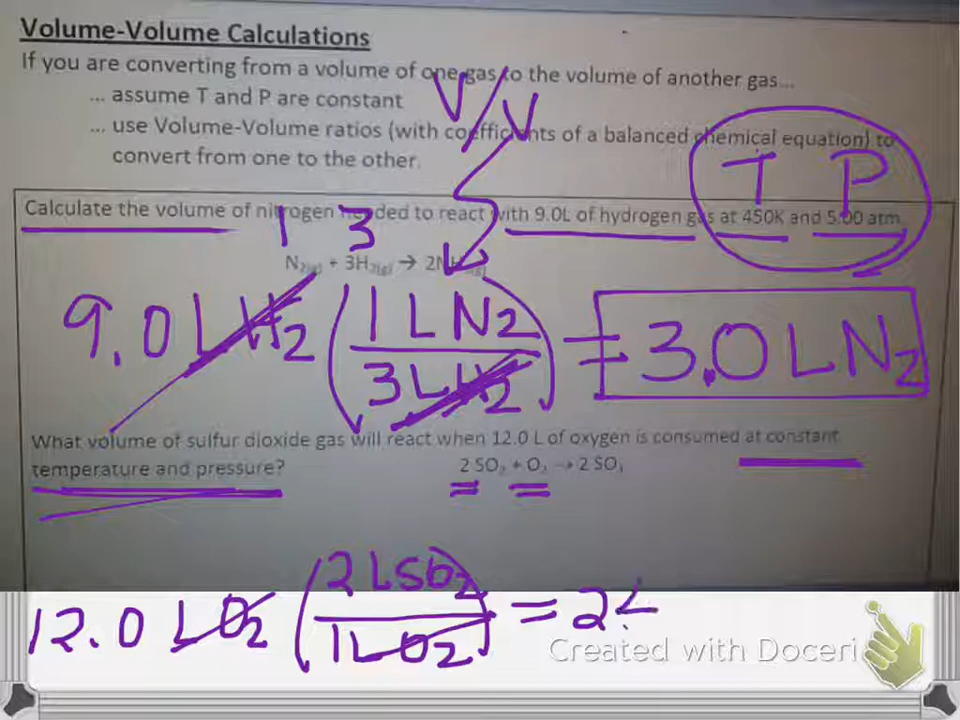 Volume-Volume Calculations
If you are converting from a volume of one gas to the volume of another gas...
... assume T and P are constant
V/V
... use Volume-Volume ratios (with coefficients of a balanced chemical equation) to
convert from one to the other.
T P
Calculate the volume of nitrogen needed to react with 9.0L of hydrogen gas at 450K and 5.00 atm.
1 3
N2(g) + 3H2(g) → 2NH3(g)
9.0 L H2 (1 L N2 / 3 L H2) = 3.0 L N2
What volume of sulfur dioxide gas will react when 12.0 L of oxygen is consumed at constant
temperature and pressure?
2 SO2 + O2 → 2 SO3
12.0 L O2 (2 L SO2 / 1 L O2) = 24
Created with Doceri